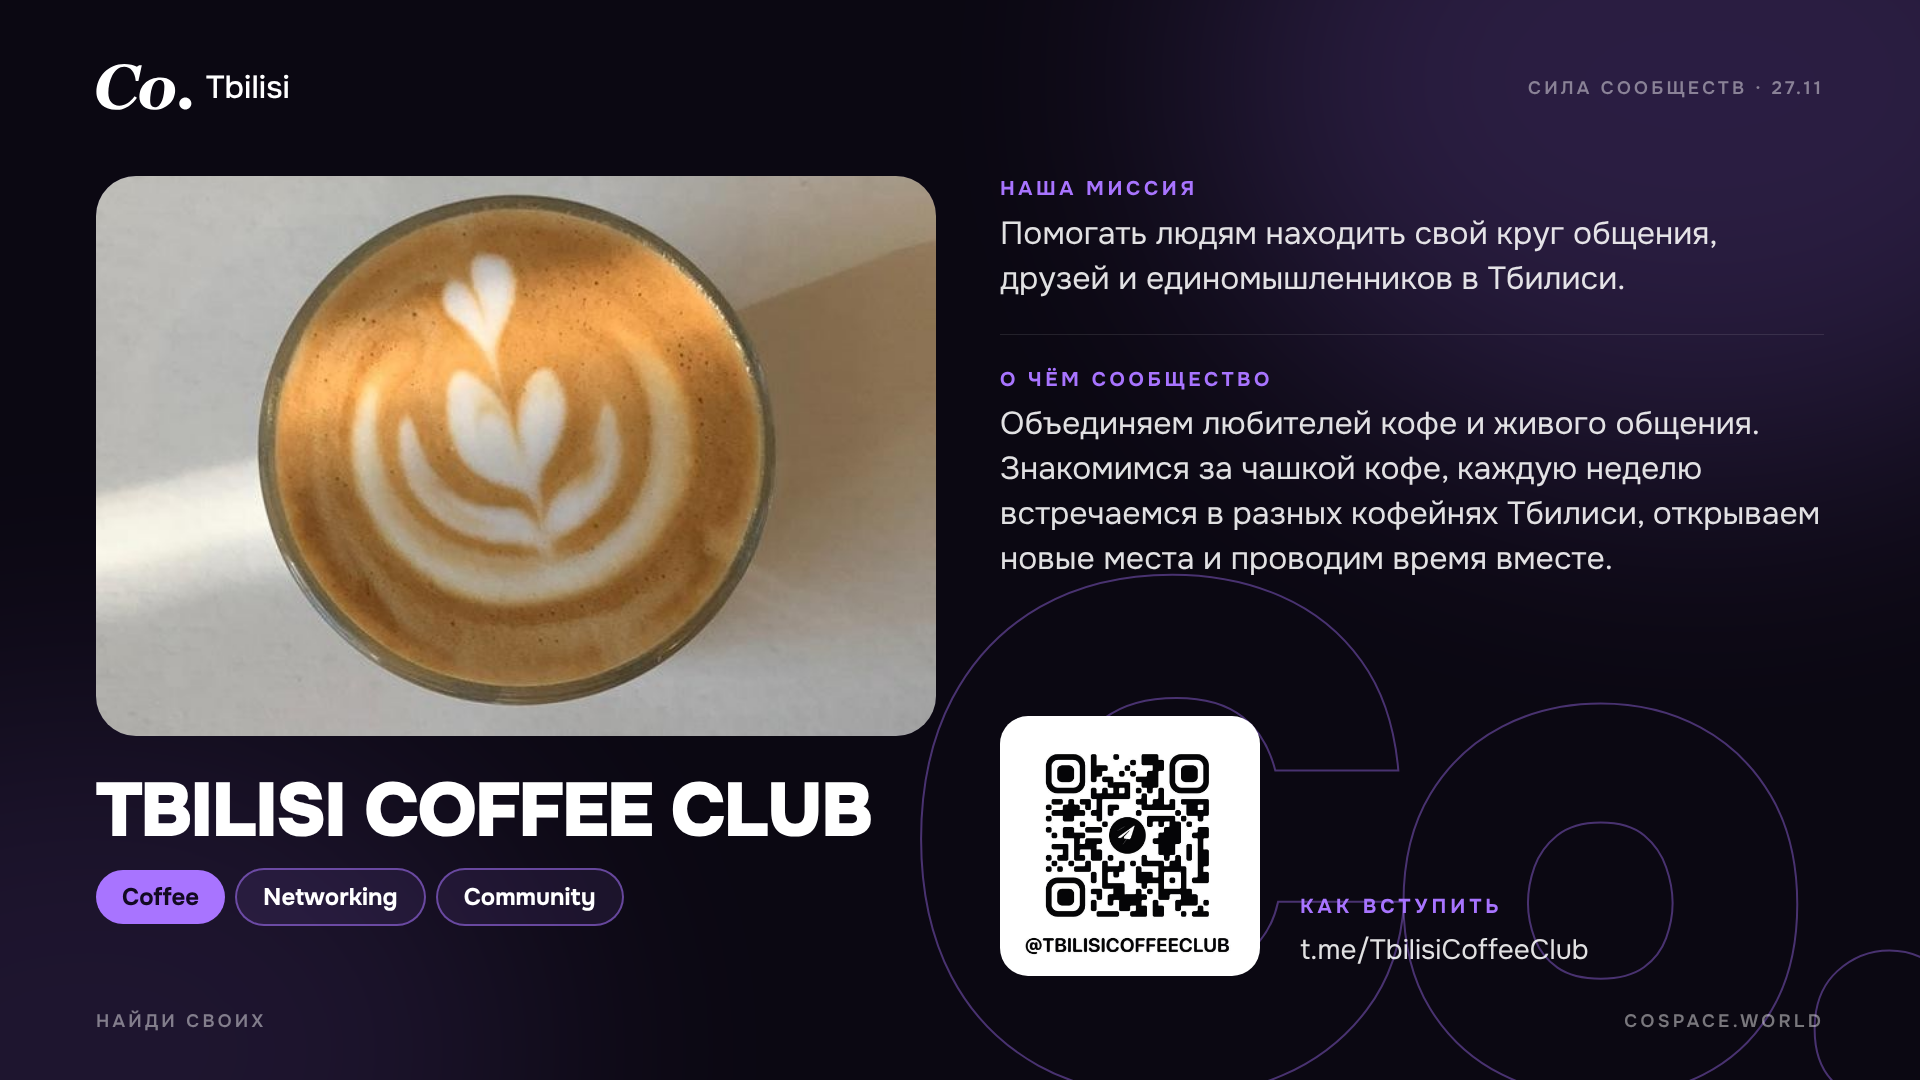 Co. Tbilisi
СИЛА СООБЩЕСТВ · 27.11
НАША МИССИЯ
Помогать людям находить свой круг общения,
друзей и единомышленников в Тбилиси.
О ЧЁМ СООБЩЕСТВО
Объединяем любителей кофе и живого общения.
Знакомимся за чашкой кофе, каждую неделю
встречаемся в разных кофейнях Тбилиси, открываем
новые места и проводим время вместе.
TBILISI COFFEE CLUB
Coffee
Networking
Community
@TBILISICOFFEECLUB
КАК ВСТУПИТЬ
t.me/TbilisiCoffeeClub
НАЙДИ СВОИХ
COSPACE.WORLD
Co.